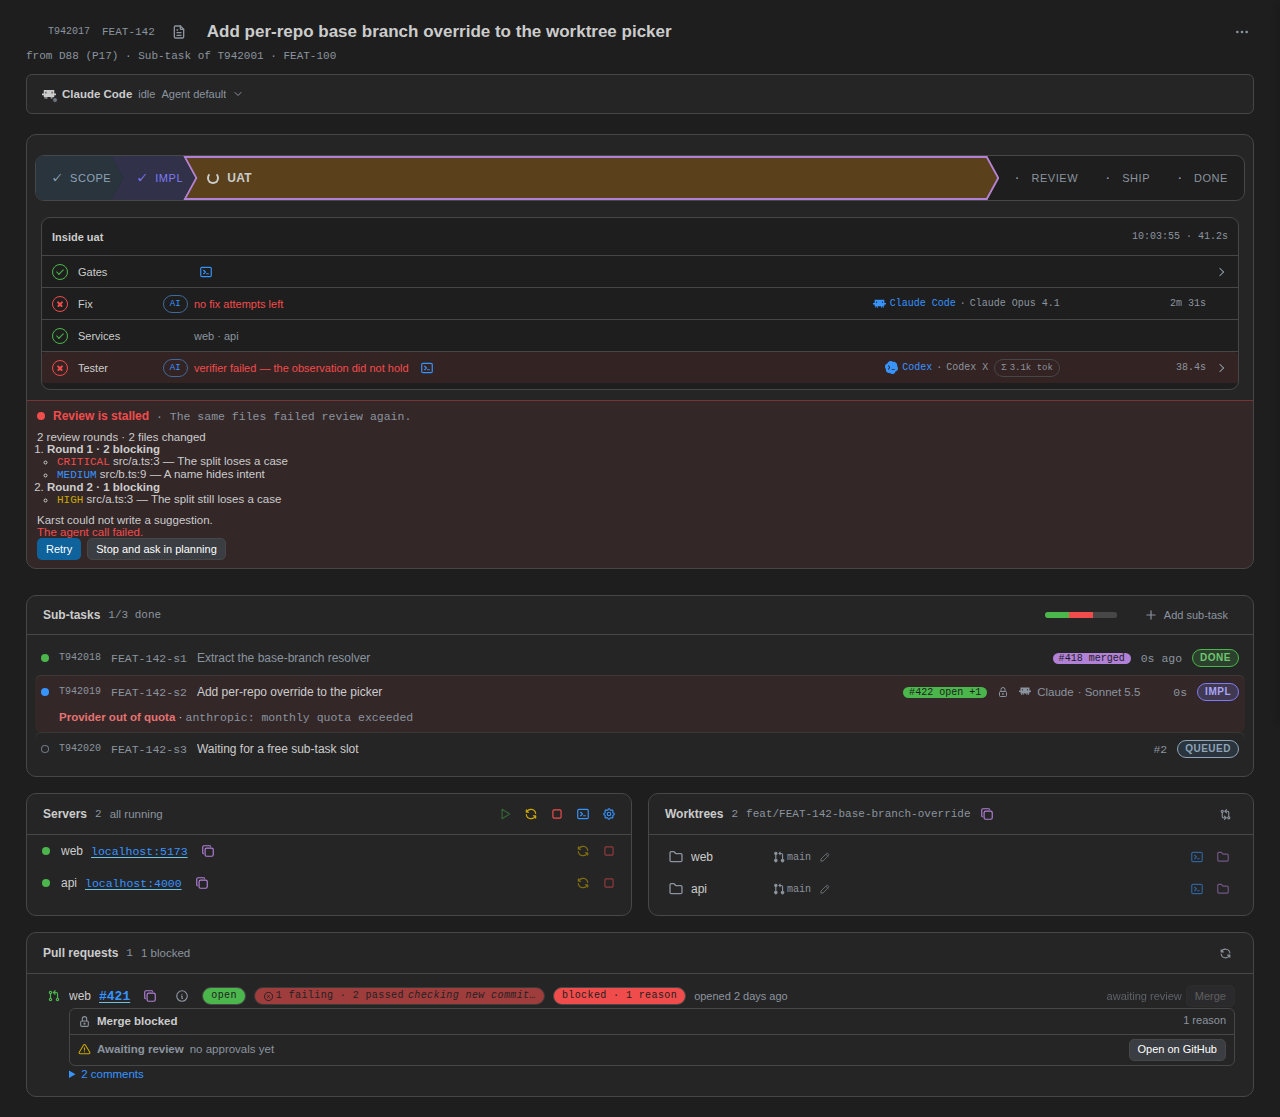 T942017 FEAT-142 Add per-repo base branch override to the worktree picker
from D88 (P17) · Sub-task of T942001 · FEAT-100
Claude Code idle Agent default
SCOPE IMPL UAT · REVIEW · SHIP · DONE
Inside uat 10:03:55 · 41.2s
Gates
Fix AI no fix attempts left Claude Code · Claude Opus 4.1 2m 31s
Services web · api
Tester AI verifier failed — the observation did not hold Codex · Codex X Σ 3.1k tok 38.4s
Review is stalled · The same files failed review again.
2 review rounds · 2 files changed
1. Round 1 · 2 blocking
CRITICAL src/a.ts:3 — The split loses a case
MEDIUM src/b.ts:9 — A name hides intent
2. Round 2 · 1 blocking
HIGH src/a.ts:3 — The split still loses a case
Karst could not write a suggestion.
The agent call failed.
Retry Stop and ask in planning
Sub-tasks 1/3 done Add sub-task
T942018 FEAT-142-s1 Extract the base-branch resolver #418 merged 0s ago DONE
T942019 FEAT-142-s2 Add per-repo override to the picker #422 open +1 Claude · Sonnet 5.5 0s IMPL
Provider out of quota · anthropic: monthly quota exceeded
T942020 FEAT-142-s3 Waiting for a free sub-task slot #2 QUEUED
Servers 2 all running
web localhost:5173
api localhost:4000
Worktrees 2 feat/FEAT-142-base-branch-override
web main
api main
Pull requests 1 1 blocked
web #421 open 1 failing · 2 passed checking new commit… blocked · 1 reason opened 2 days ago awaiting review Merge
Merge blocked 1 reason
Awaiting review no approvals yet Open on GitHub
2 comments